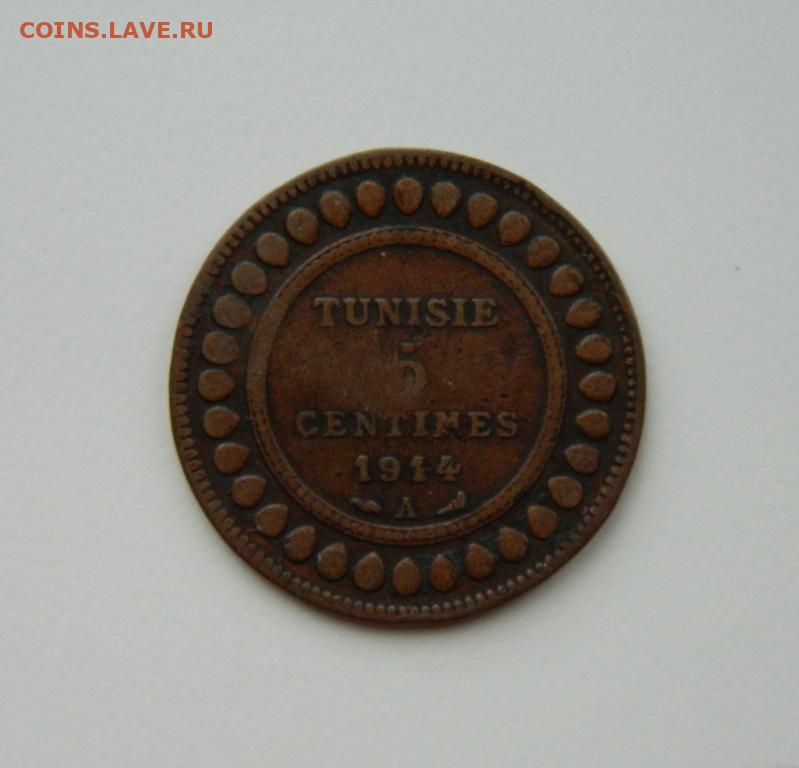 COINS.LAVE.RU
TUNISIE
5
CENTIMES
1914
A